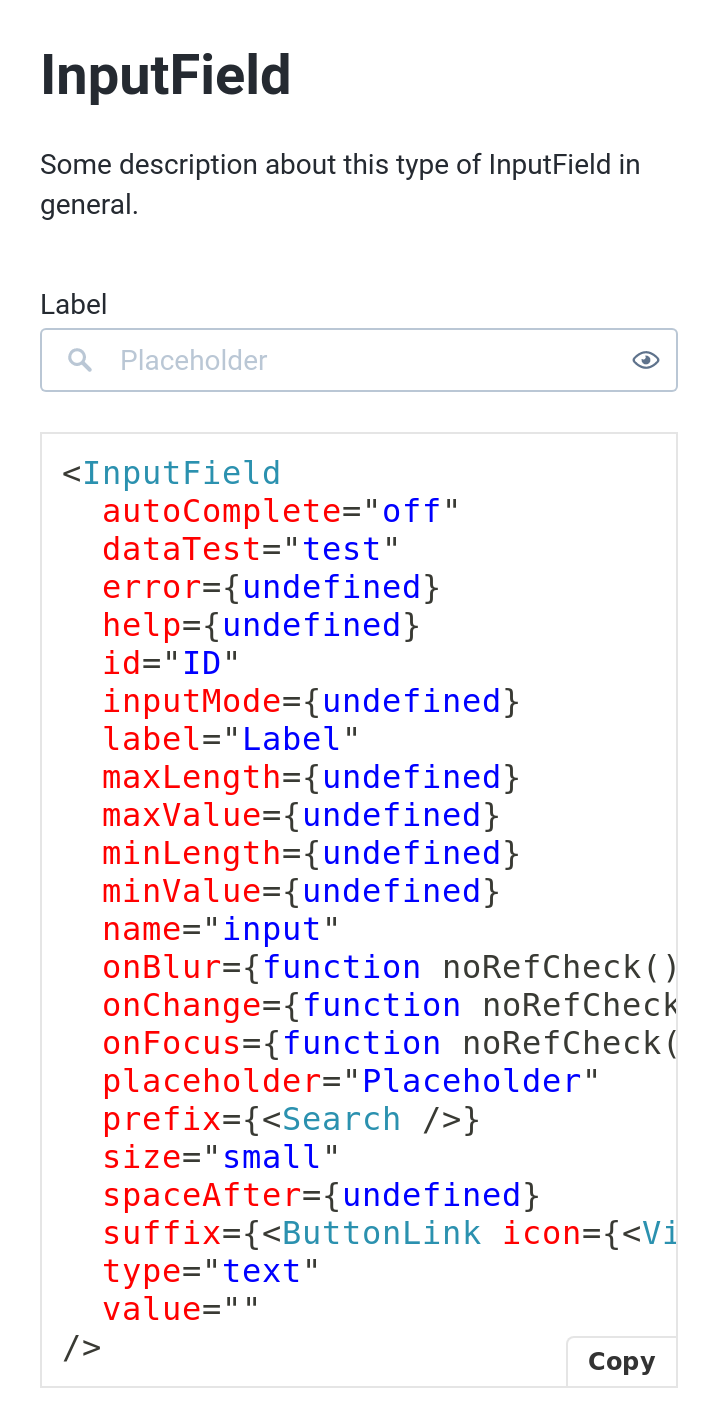 InputField
Some description about this type of InputField in
general.
Label
Placeholder
<InputField
  autoComplete="off"
  dataTest="test"
  error={undefined}
  help={undefined}
  id="ID"
  inputMode={undefined}
  label="Label"
  maxLength={undefined}
  maxValue={undefined}
  minLength={undefined}
  minValue={undefined}
  name="input"
  onBlur={function noRefCheck()
  onChange={function noRefCheck
  onFocus={function noRefCheck(
  placeholder="Placeholder"
  prefix={<Search />}
  size="small"
  spaceAfter={undefined}
  suffix={<ButtonLink icon={<Vi
  type="text"
  value=""
/>
Copy